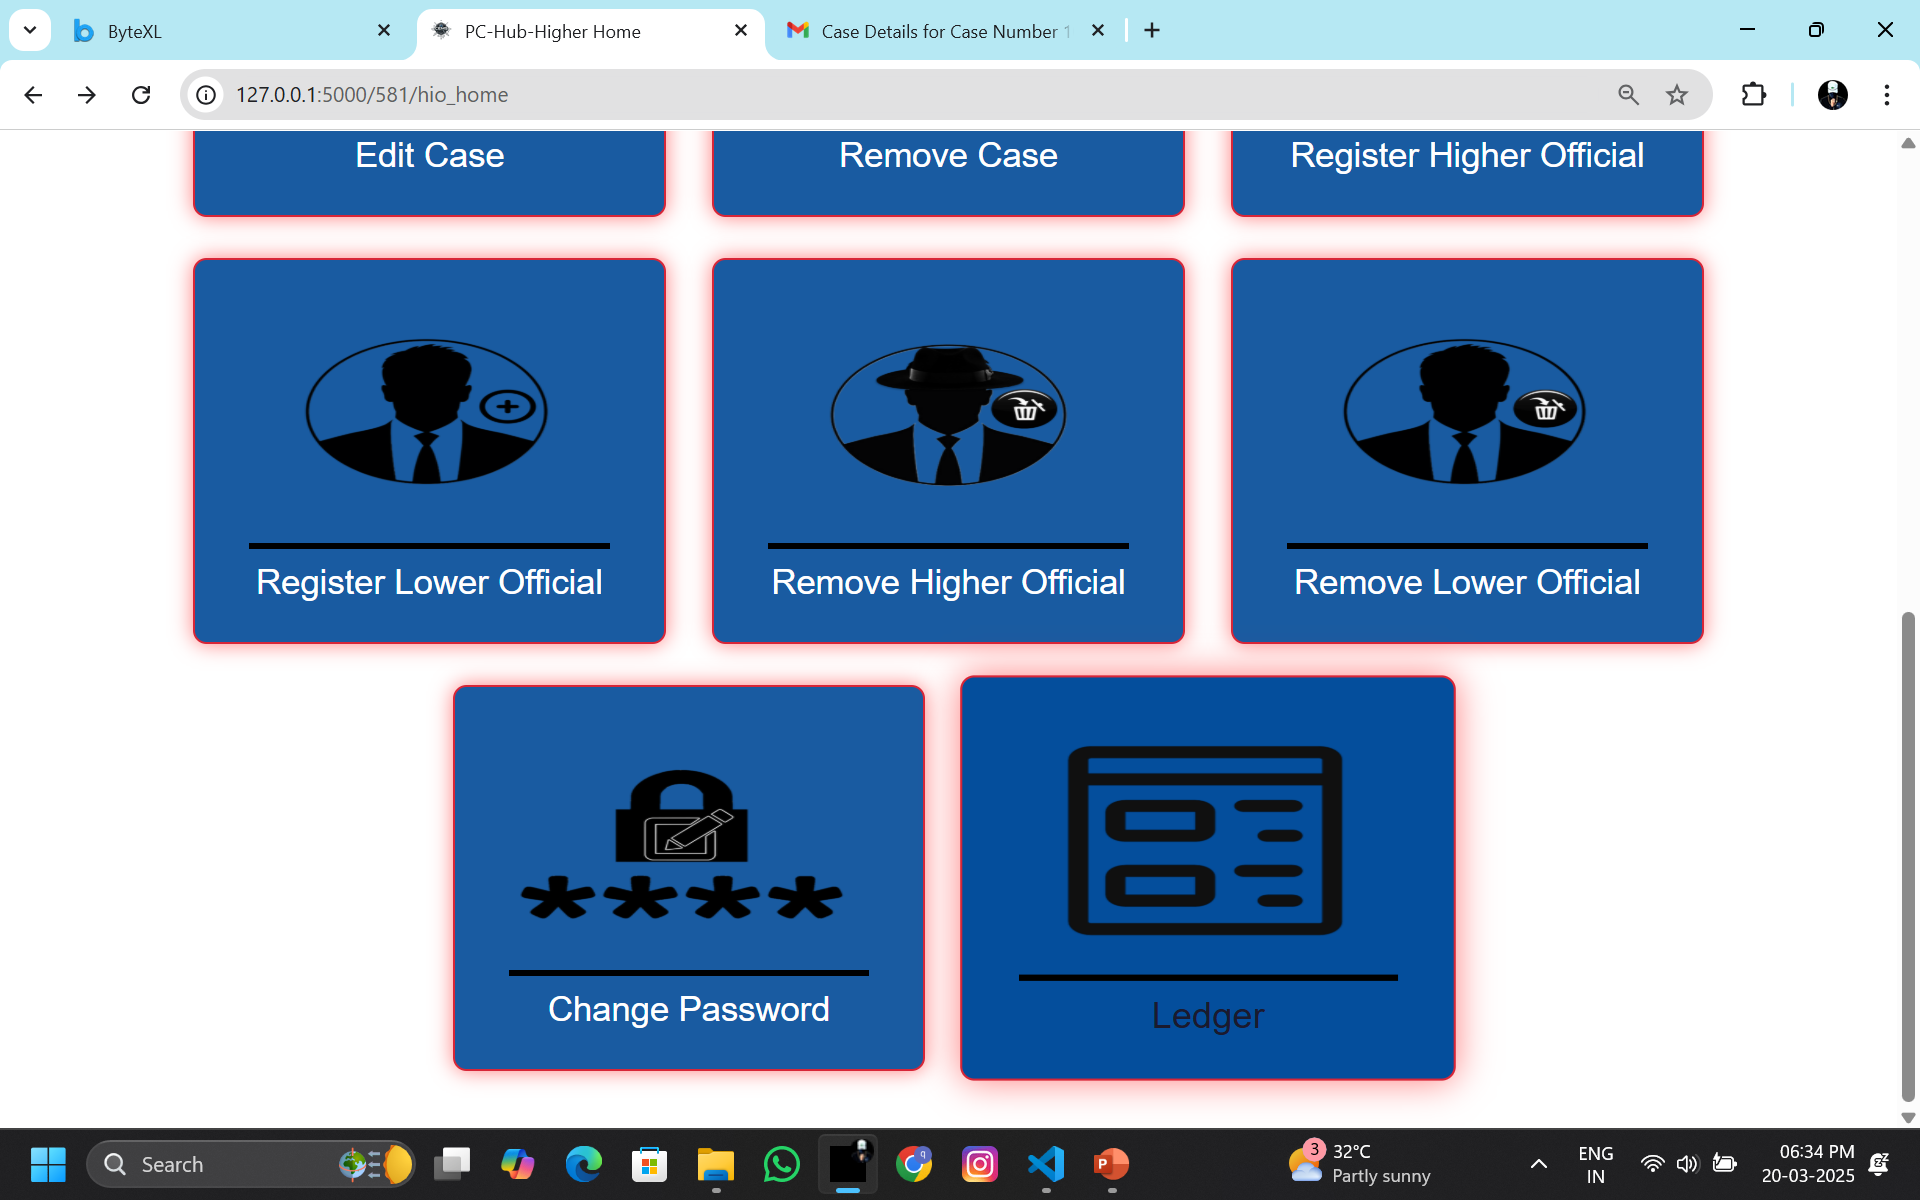 ByteXL
PC-Hub-Higher Home
Case Details for Case Number 1
127.0.0.1:5000/581/hio_home
Edit Case
Remove Case
Register Higher Official
Register Lower Official
Remove Higher Official
Remove Lower Official
****
Change Password
Ledger
Search
3
32°C
Partly sunny
ENG
IN
06:34 PM
20-03-2025